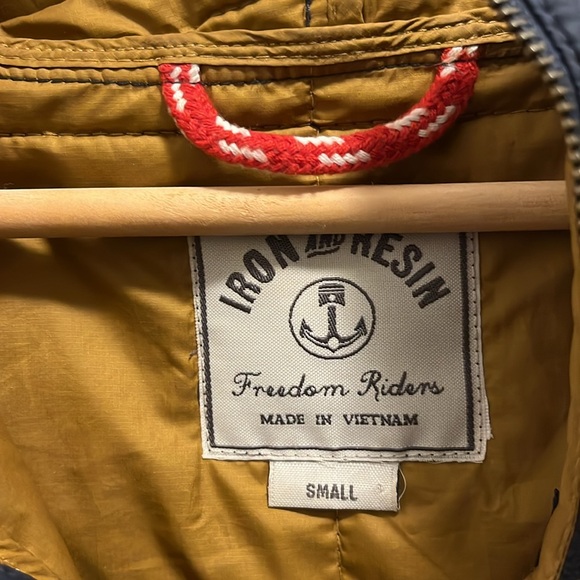 IRON AND RESIN
Freedom Riders
MADE IN VIETNAM
SMALL